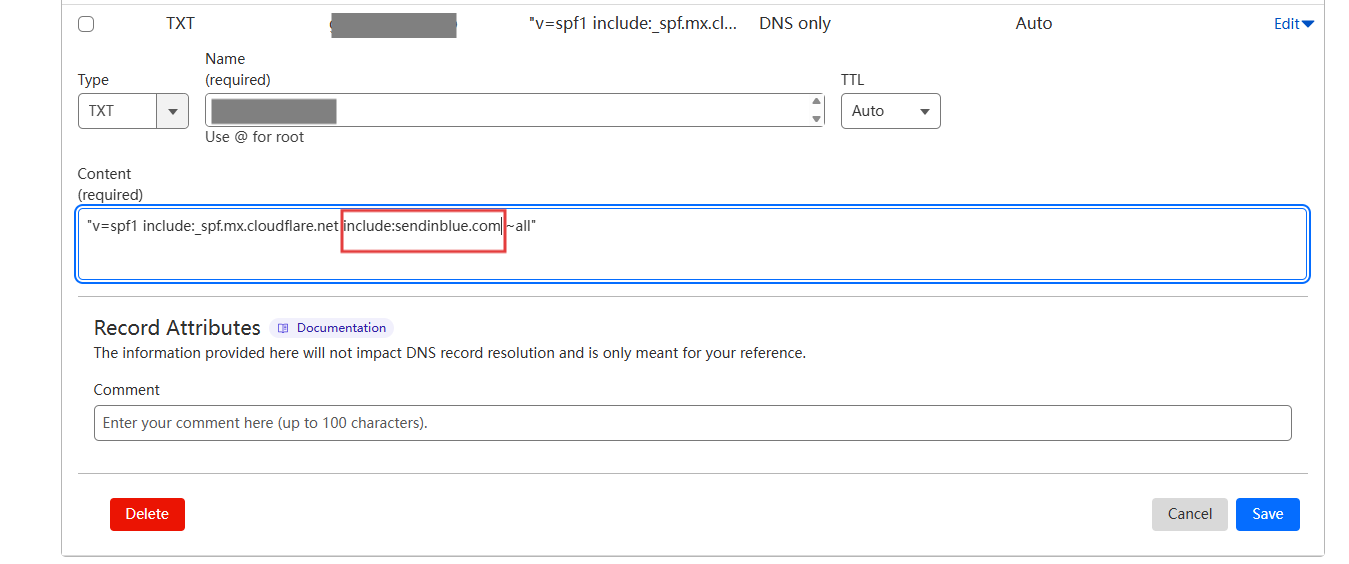 TXT "v=spf1 include:_spf.mx.cl... DNS only Auto Edit
Name
Type (required) TTL
TXT Auto
Use @ for root
Content
(required)
"v=spf1 include:_spf.mx.cloudflare.net include:sendinblue.com ~all"
Record Attributes Documentation
The information provided here will not impact DNS record resolution and is only meant for your reference.
Comment
Enter your comment here (up to 100 characters).
Delete Cancel Save